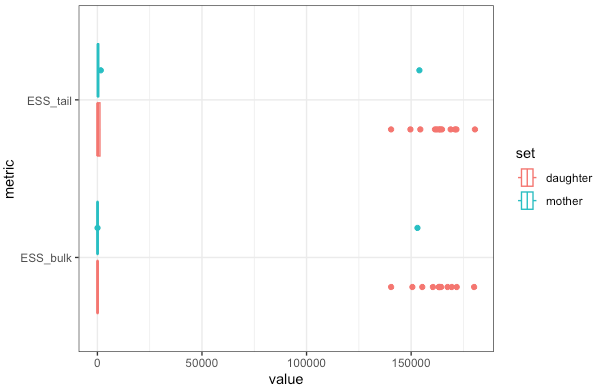 ESS_tail
ESS_bulk
metric
0
50000
100000
150000
value
set
daughter
mother